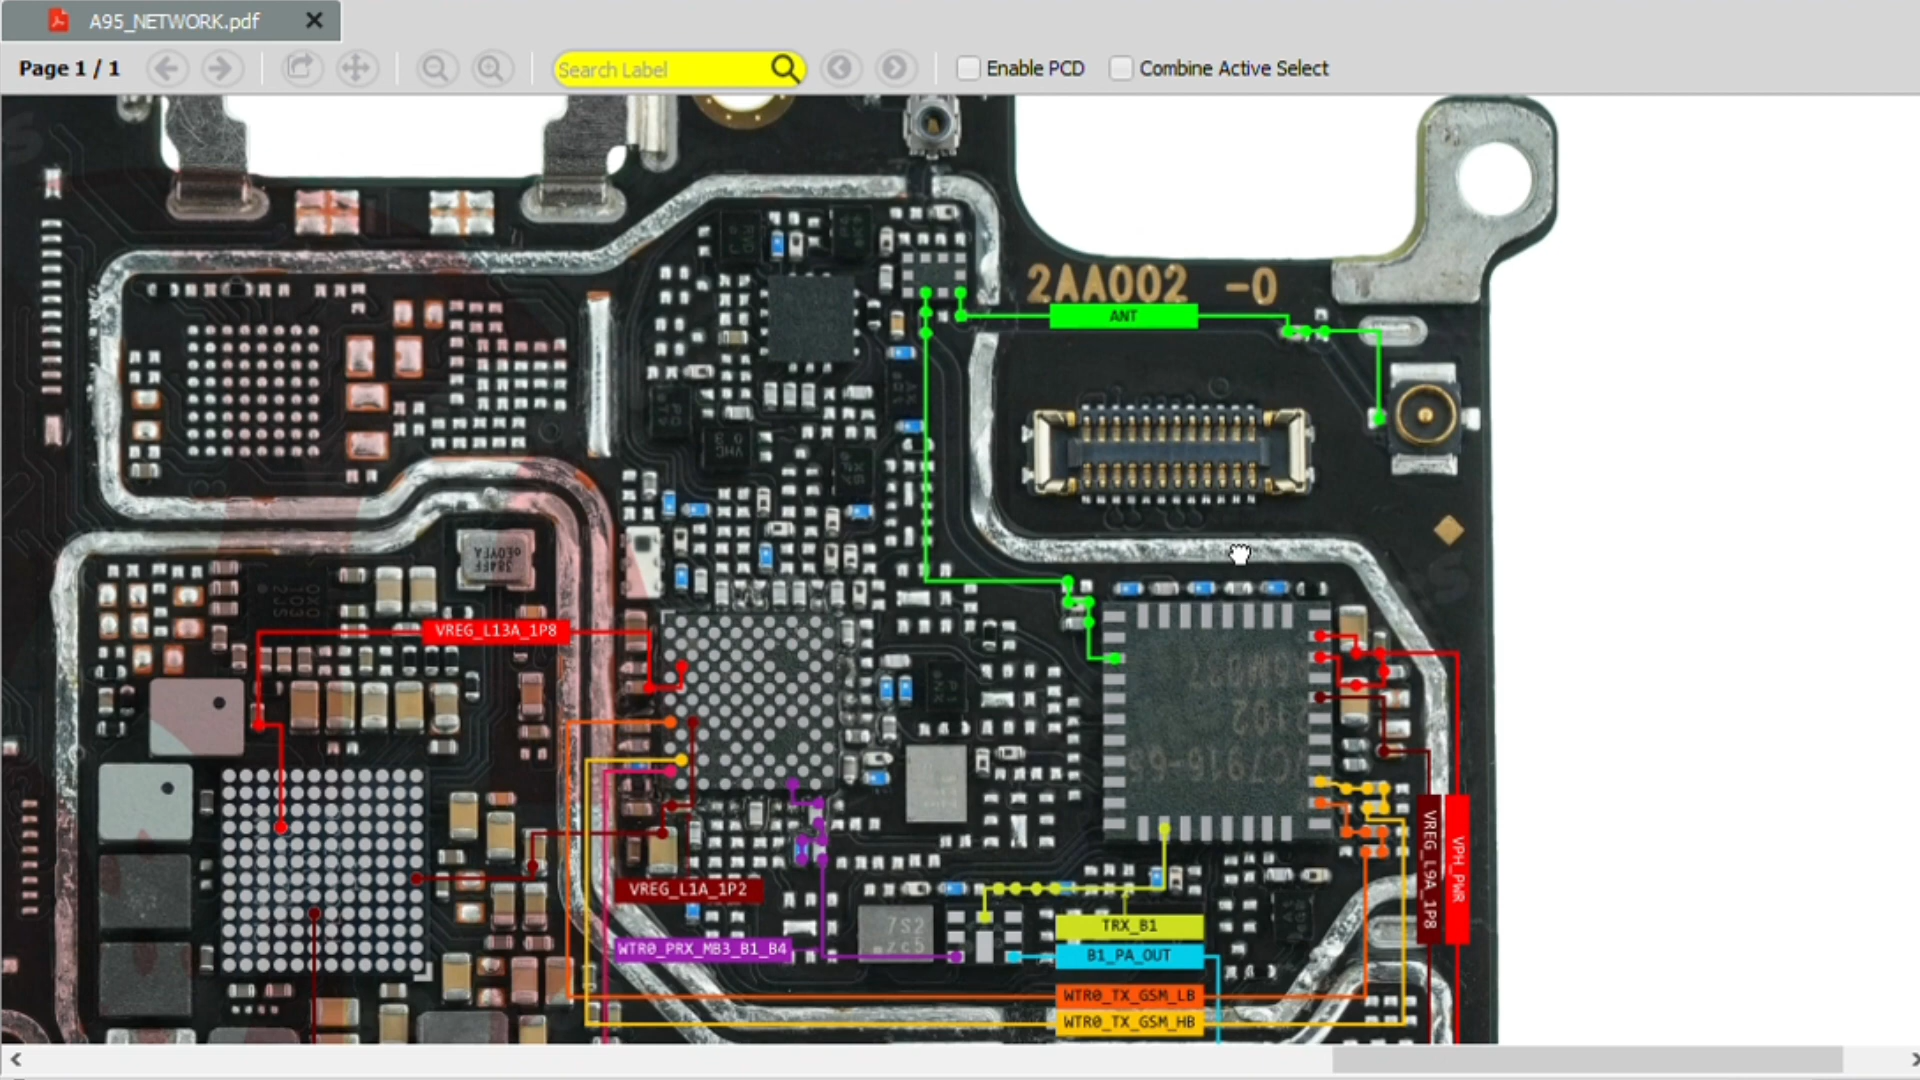 A95_NETWORK.pdf
Page 1 / 1
Search Label
Enable PCD
Combine Active Select
2AA002 -0
ANT
VREG_L13A_1P8
VREG_L9A_1P8
VPH_PWR
VREG_L1A_1P2
7S2
TRX_B1
WTR0_PRX_MB3_B1_B4
B1_PA_OUT
WTR0_TX_GSM_LB
WTR0_TX_GSM_HB